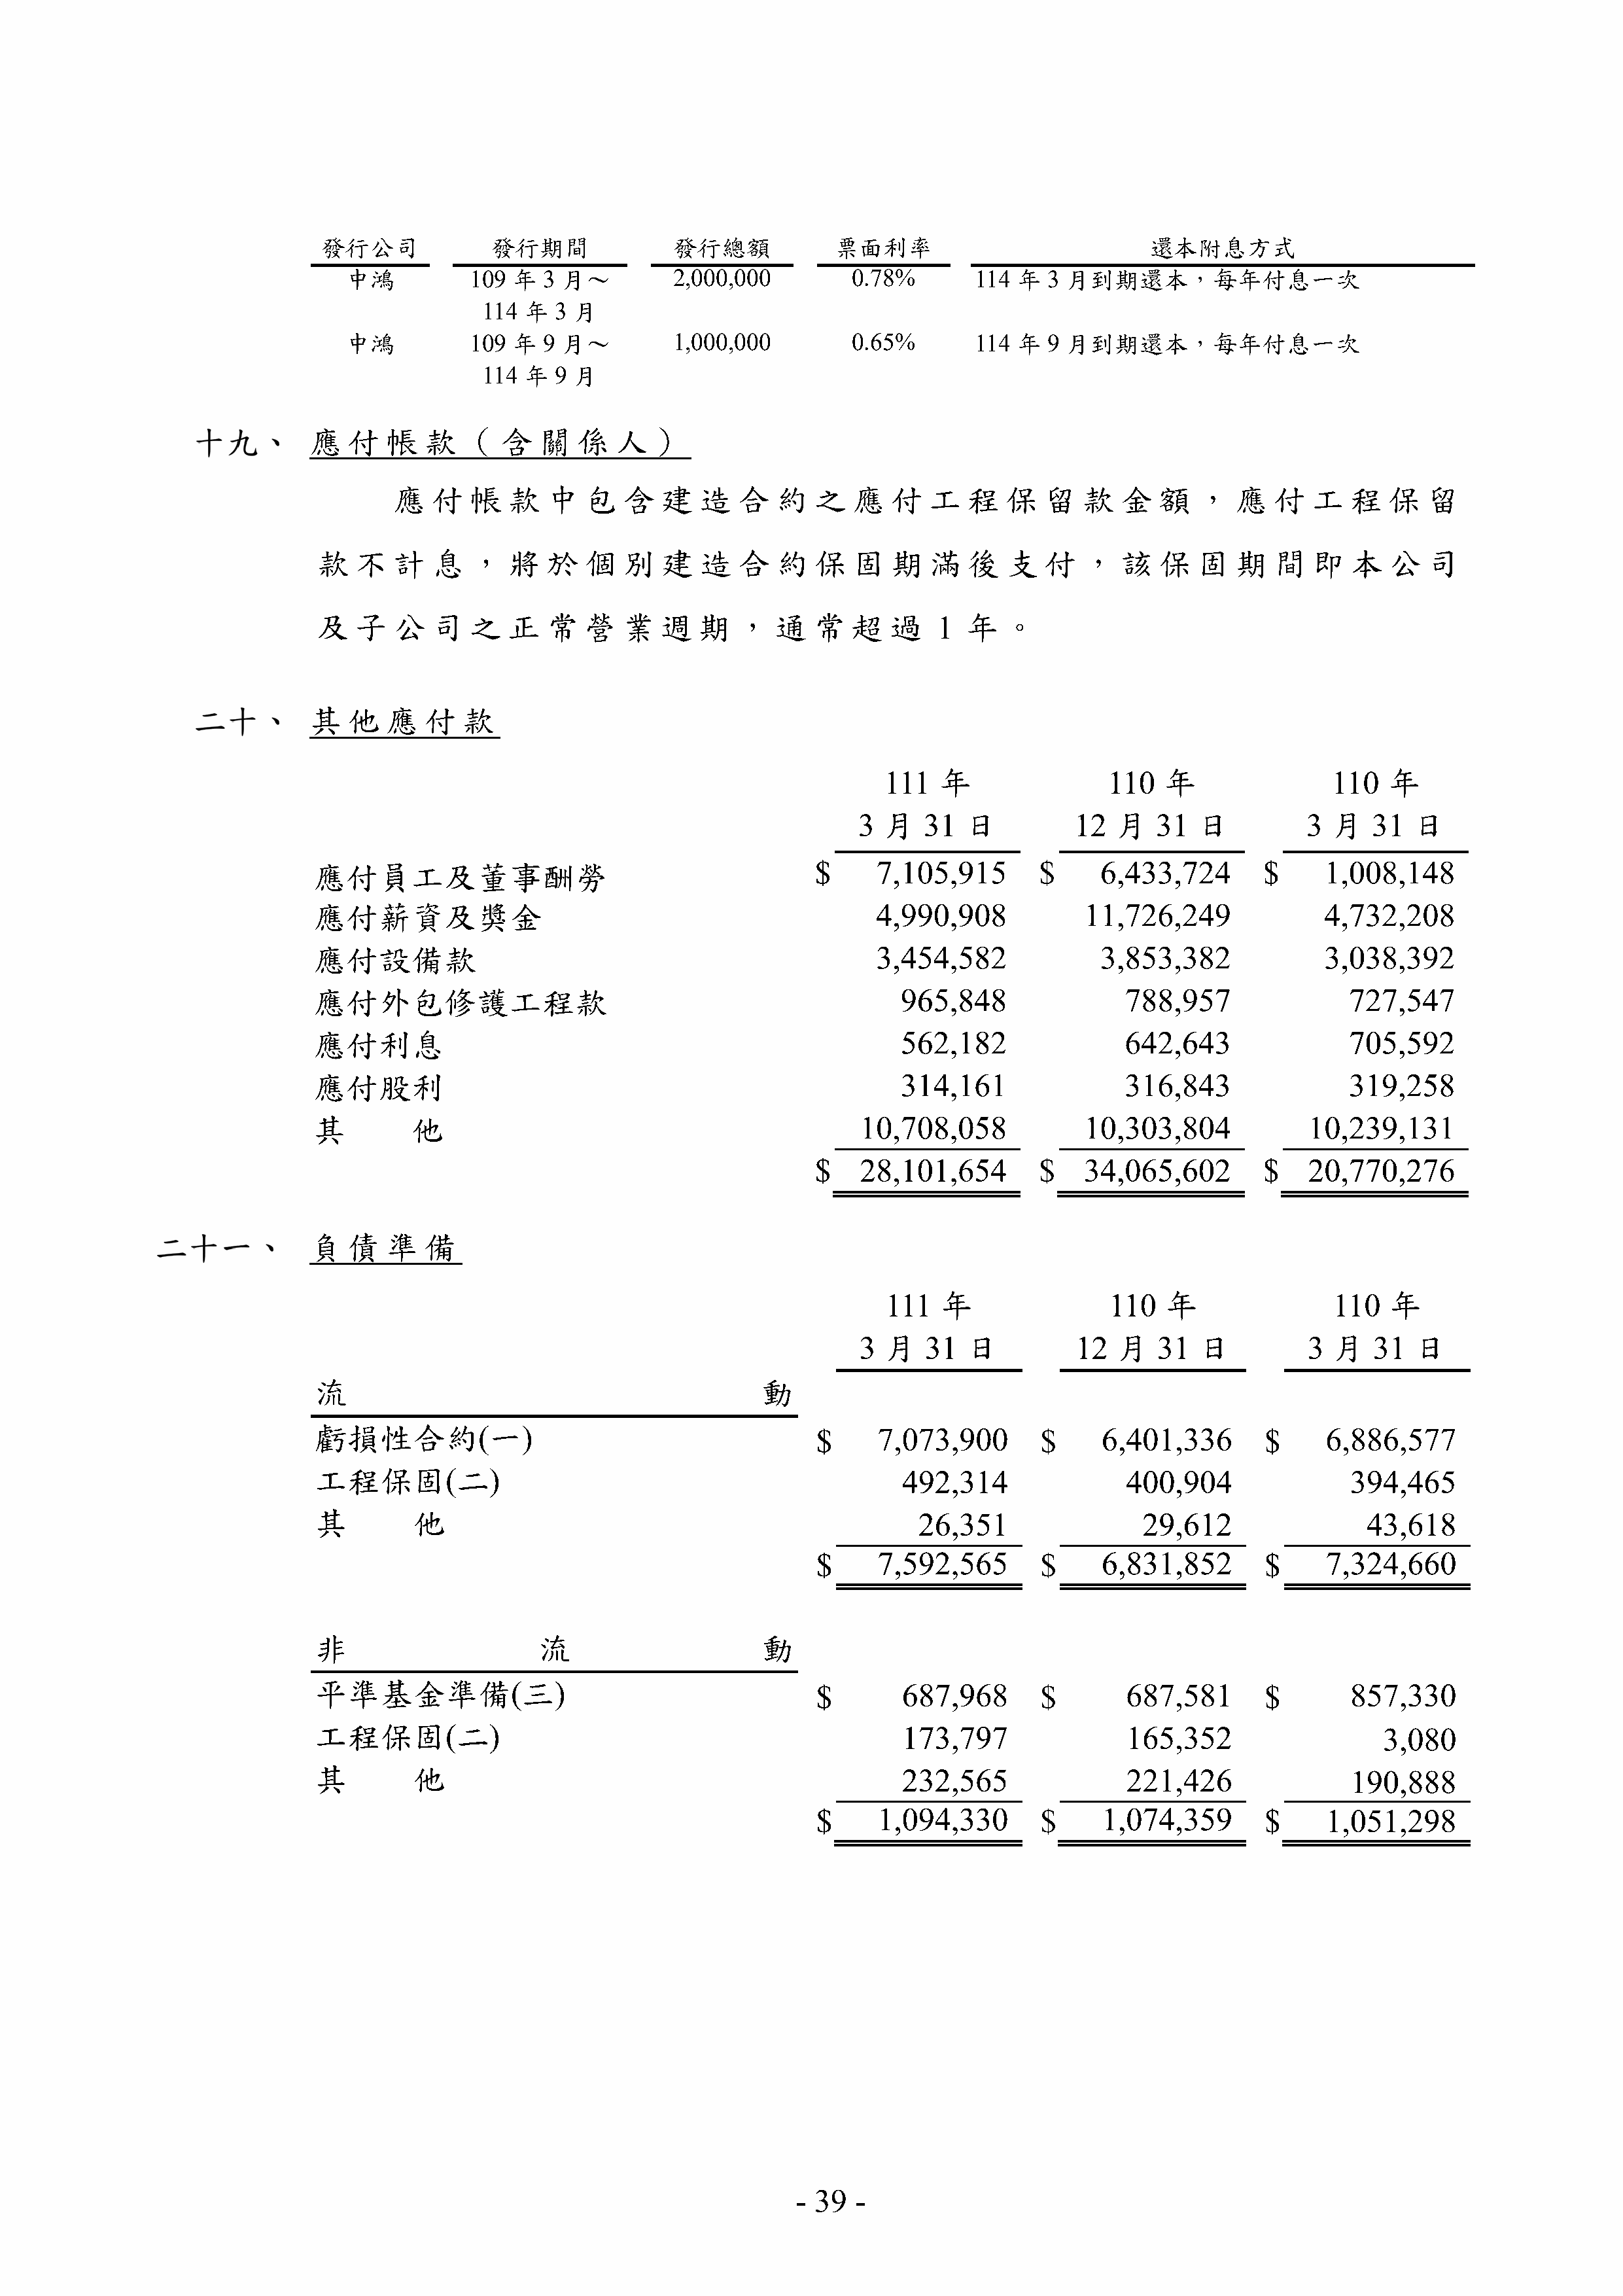 發行公司 發行期間 發行總額 票面利率 還本附息方式
中鴻 109 年 3 月～ 2,000,000 0.78% 114 年 3 月到期還本，每年付息一次
114 年 3 月
中鴻 109 年 9 月～ 1,000,000 0.65% 114 年 9 月到期還本，每年付息一次
114 年 9 月
十九、 應付帳款（含關係人）
應付帳款中包含建造合約之應付工程保留款金額，應付工程保留
款不計息，將於個別建造合約保固期滿後支付，該保固期間即本公司
及子公司之正常營業週期，通常超過 1 年。
二十、 其他應付款
111 年 110 年 110 年
3 月 31 日 12 月 31 日 3 月 31 日
應付員工及董事酬勞 $ 7,105,915 $ 6,433,724 $ 1,008,148
應付薪資及獎金 4,990,908 11,726,249 4,732,208
應付設備款 3,454,582 3,853,382 3,038,392
應付外包修護工程款 965,848 788,957 727,547
應付利息 562,182 642,643 705,592
應付股利 314,161 316,843 319,258
其　　他 10,708,058 10,303,804 10,239,131
$ 28,101,654 $ 34,065,602 $ 20,770,276
二十一、 負債準備
111 年 110 年 110 年
3 月 31 日 12 月 31 日 3 月 31 日
流　　動
虧損性合約(一) $ 7,073,900 $ 6,401,336 $ 6,886,577
工程保固(二) 492,314 400,904 394,465
其　　他 26,351 29,612 43,618
$ 7,592,565 $ 6,831,852 $ 7,324,660
非　　流　　動
平準基金準備(三) $ 687,968 $ 687,581 $ 857,330
工程保固(二) 173,797 165,352 3,080
其　　他 232,565 221,426 190,888
$ 1,094,330 $ 1,074,359 $ 1,051,298
- 39 -